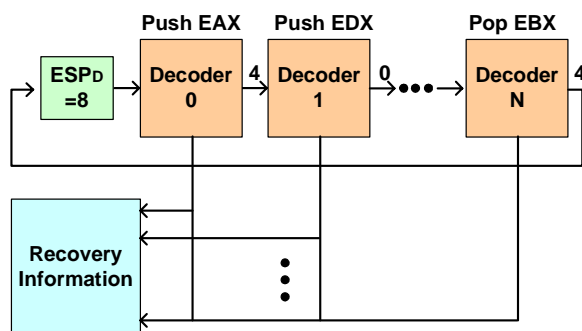 Push EAX
Push EDX
Pop EBX
ESPD
=8
Decoder
0
4
Decoder
1
0
Decoder
N
4
Recovery
Information